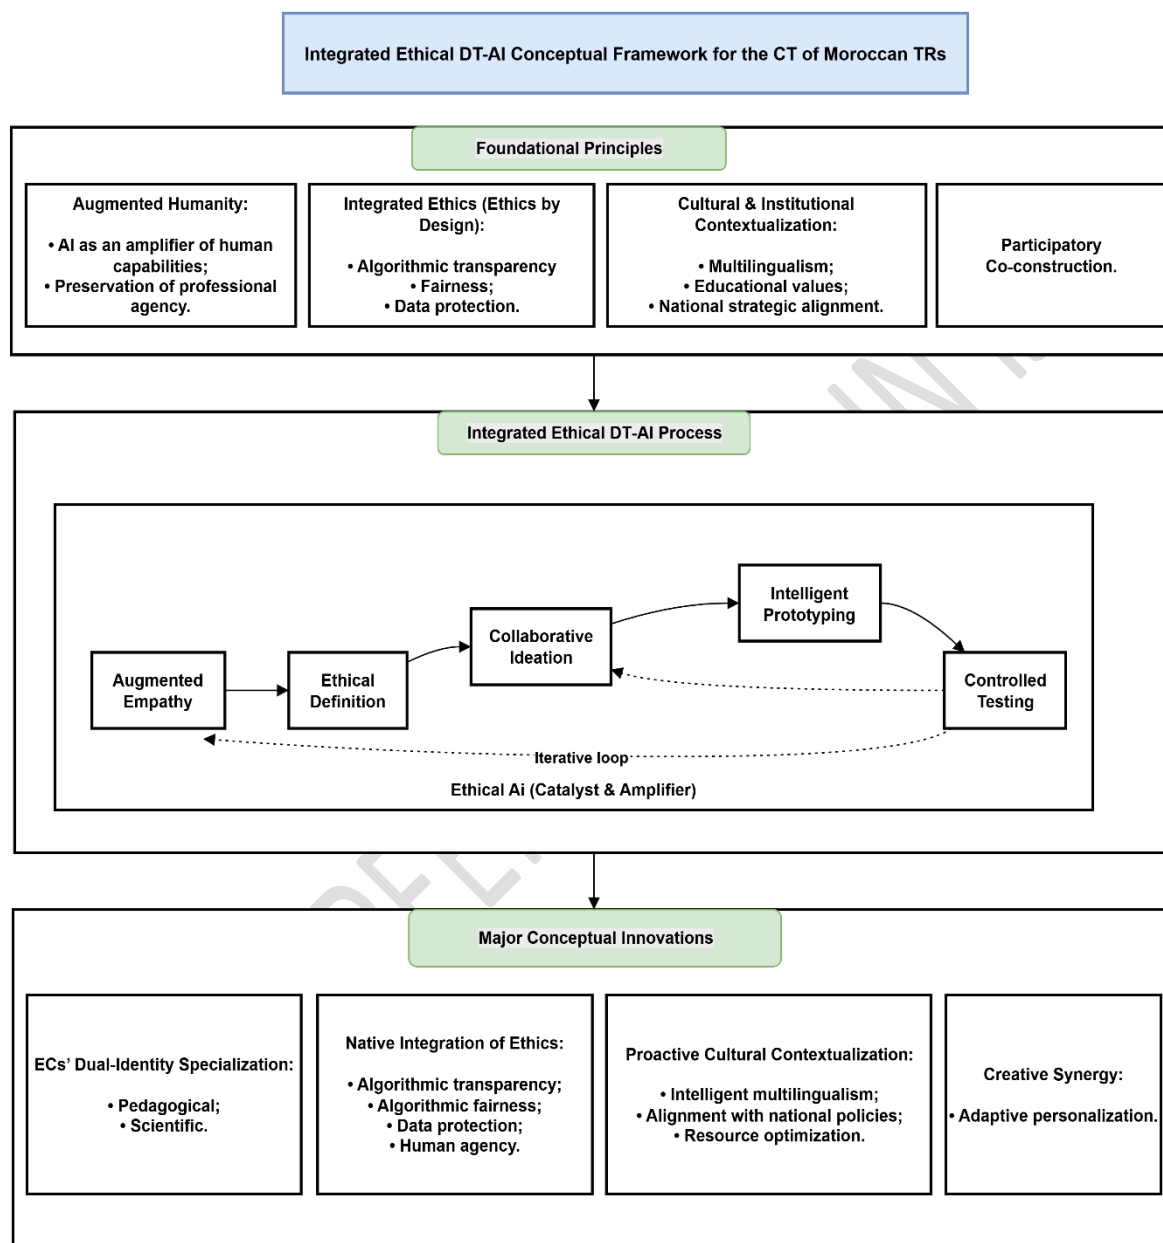 Integrated Ethical DT-AI Conceptual Framework for the CT of Moroccan TRs
Foundational Principles
Augmented Humanity:
• AI as an amplifier of human
capabilities;
• Preservation of professional
agency.
Integrated Ethics (Ethics by
Design):
• Algorithmic transparency
• Fairness;
• Data protection.
Cultural & Institutional
Contextualization:
• Multilingualism;
• Educational values;
• National strategic alignment.
Participatory
Co-construction.
Integrated Ethical DT-AI Process
Augmented
Empathy
Ethical
Definition
Collaborative
Ideation
Intelligent
Prototyping
Controlled
Testing
Iterative loop
Ethical Ai (Catalyst & Amplifier)
Major Conceptual Innovations
ECs’ Dual-Identity Specialization:
• Pedagogical;
• Scientific.
Native Integration of Ethics:
• Algorithmic transparency;
• Algorithmic fairness;
• Data protection;
• Human agency.
Proactive Cultural Contextualization:
• Intelligent multilingualism;
• Alignment with national policies;
• Resource optimization.
Creative Synergy:
• Adaptive personalization.